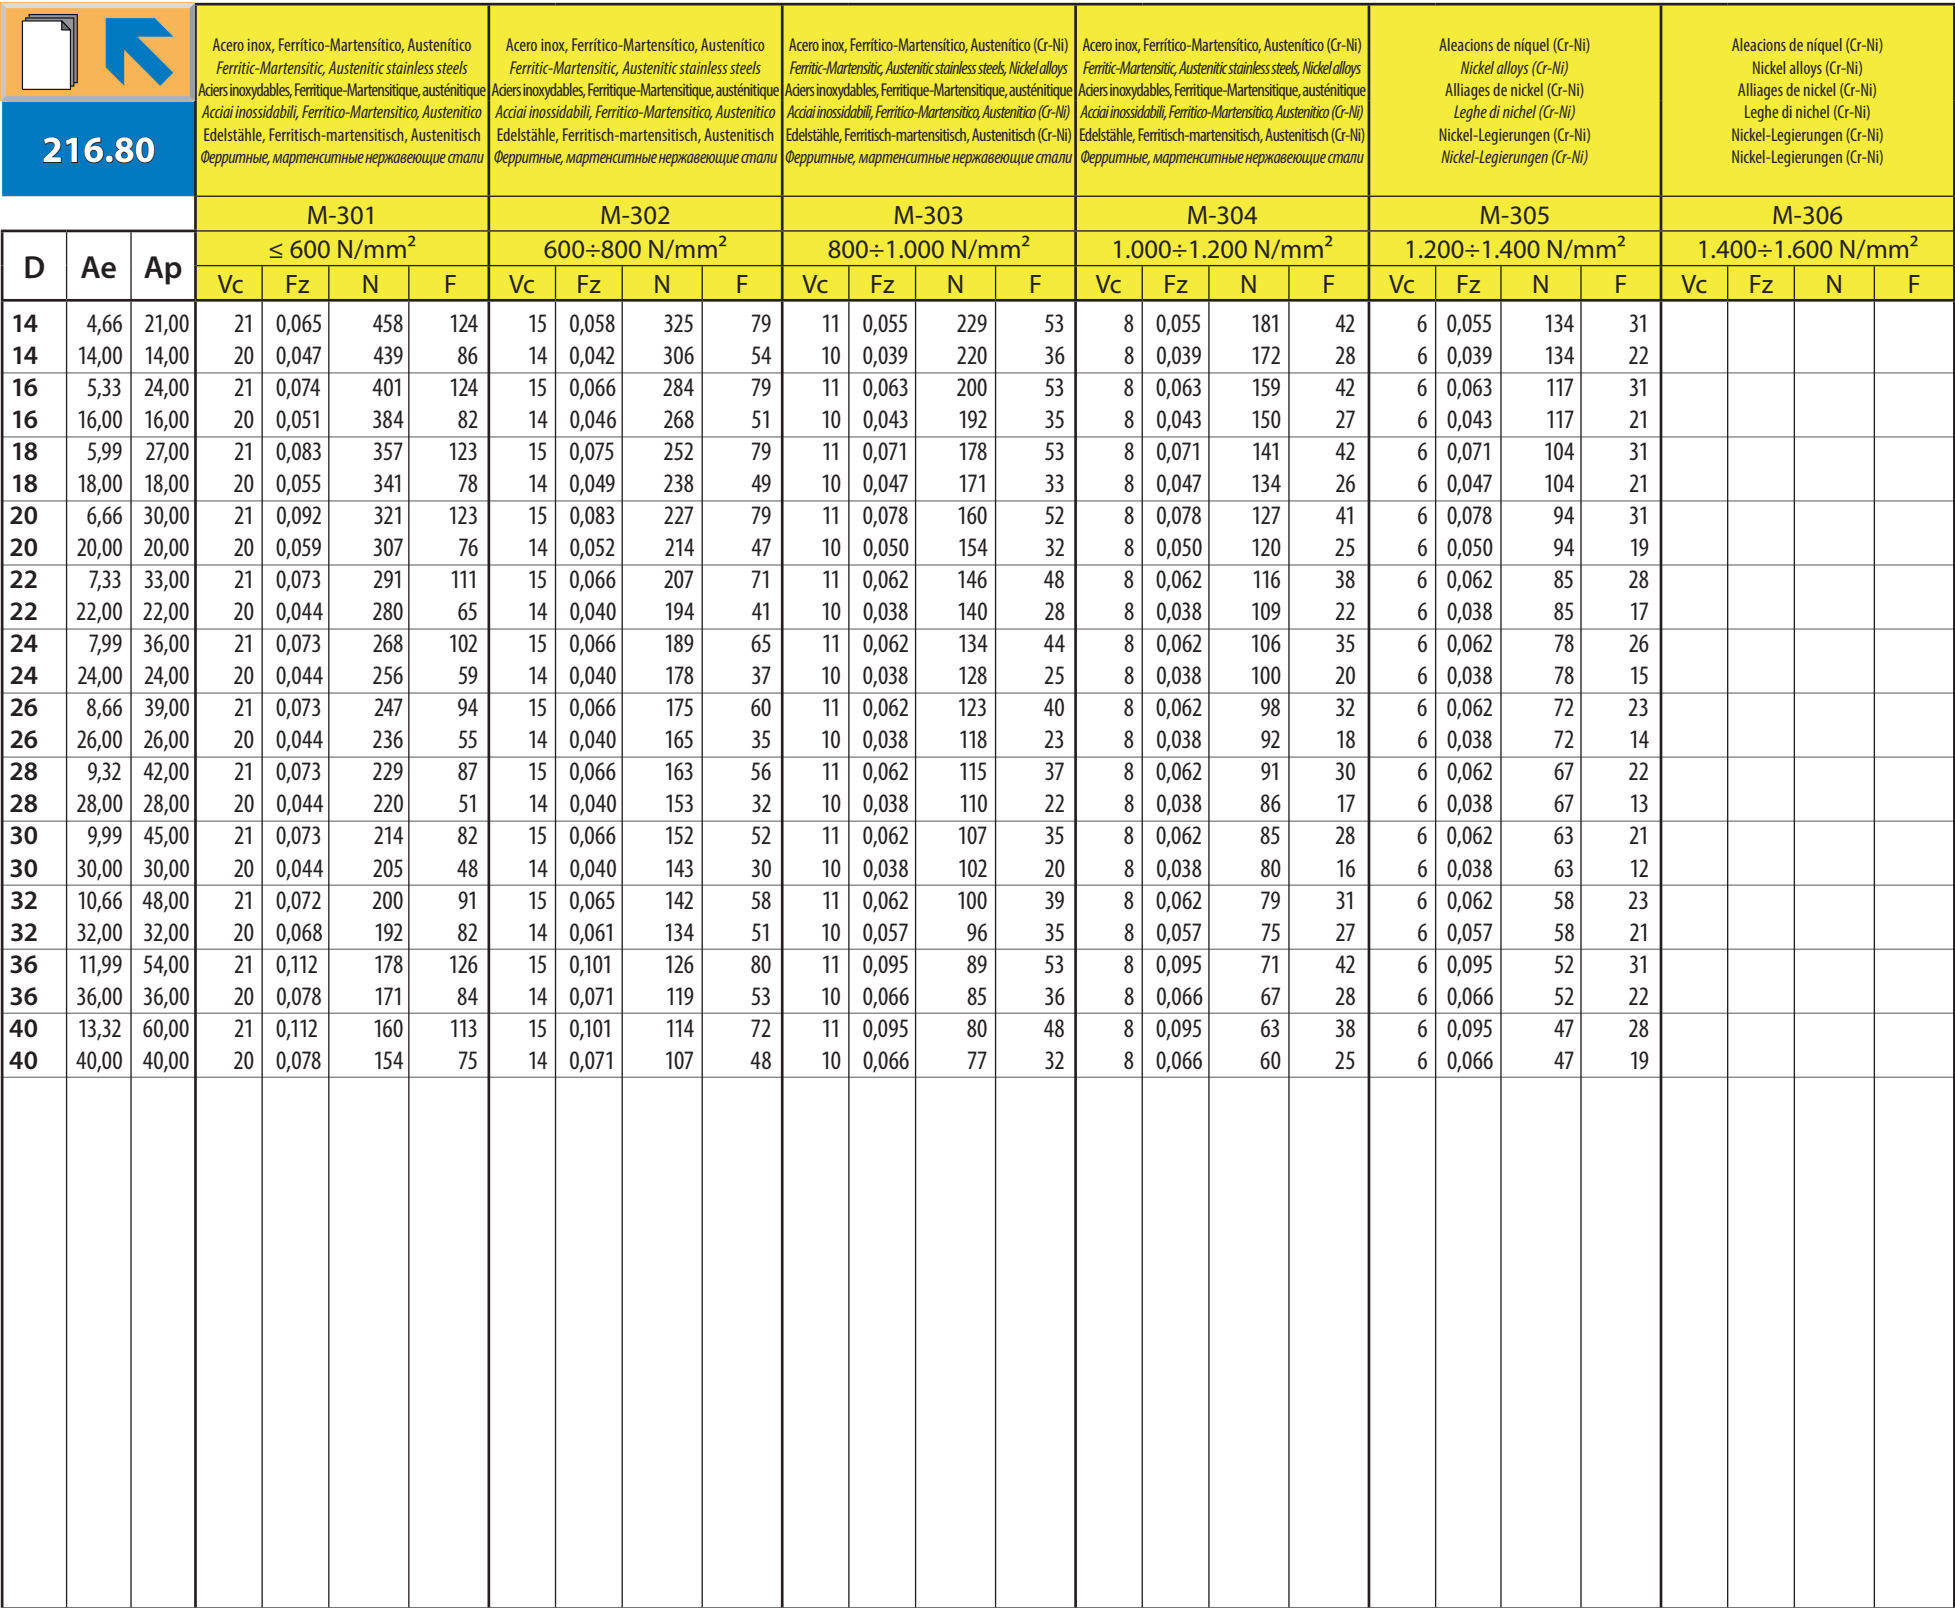 216.80
Acero inox, Ferrítico-Martensítico, Austenítico
Ferritic-Martensitic, Austenitic stainless steels
Aciers inoxydables, Ferritique-Martensitique, austénitique
Acciai inossidabili, Ferritico-Martensitico, Austenitico
Edelstähle, Ferritisch-martensitisch, Austenitisch
Ферритные, мартенситные нержавеющие стали
Acero inox, Ferrítico-Martensítico, Austenítico
Ferritic-Martensitic, Austenitic stainless steels
Aciers inoxydables, Ferritique-Martensitique, austénitique
Acciai inossidabili, Ferritico-Martensitico, Austenitico
Edelstähle, Ferritisch-martensitisch, Austenitisch
Ферритные, мартенситные нержавеющие стали
Acero inox, Ferrítico-Martensítico, Austenítico (Cr-Ni)
Ferritic-Martensitic, Austenitic stainless steels, Nickel alloys
Aciers inoxydables, Ferritique-Martensitique, austénitique
Acciai inossidabili, Ferritico-Martensitico, Austenitico (Cr-Ni)
Edelstähle, Ferritisch-martensitisch, Austenitisch (Cr-Ni)
Ферритные, мартенситные нержавеющие стали
Acero inox, Ferrítico-Martensítico, Austenítico (Cr-Ni)
Ferritic-Martensitic, Austenitic stainless steels, Nickel alloys
Aciers inoxydables, Ferritique-Martensitique, austénitique
Acciai inossidabili, Ferritico-Martensitico, Austenitico (Cr-Ni)
Edelstähle, Ferritisch-martensitisch, Austenitisch (Cr-Ni)
Ферритные, мартенситные нержавеющие стали
Aleacions de níquel (Cr-Ni)
Nickel alloys (Cr-Ni)
Alliages de nickel (Cr-Ni)
Leghe di nichel (Cr-Ni)
Nickel-Legierungen (Cr-Ni)
Nickel-Legierungen (Cr-Ni)
Aleacions de níquel (Cr-Ni)
Nickel alloys (Cr-Ni)
Alliages de nickel (Cr-Ni)
Leghe di nichel (Cr-Ni)
Nickel-Legierungen (Cr-Ni)
Nickel-Legierungen (Cr-Ni)
M-301 M-302 M-303 M-304 M-305 M-306
≤ 600 N/mm² 600÷800 N/mm² 800÷1.000 N/mm² 1.000÷1.200 N/mm² 1.200÷1.400 N/mm² 1.400÷1.600 N/mm²
D Ae Ap Vc Fz N F Vc Fz N F Vc Fz N F Vc Fz N F Vc Fz N F Vc Fz N F
14 4,66 21,00 21 0,065 458 124 15 0,058 325 79 11 0,055 229 53 8 0,055 181 42 6 0,055 134 31
14 14,00 14,00 20 0,047 439 86 14 0,042 306 54 10 0,039 220 36 8 0,039 172 28 6 0,039 134 22
16 5,33 24,00 21 0,074 401 124 15 0,066 284 79 11 0,063 200 53 8 0,063 159 42 6 0,063 117 31
16 16,00 16,00 20 0,051 384 82 14 0,046 268 51 10 0,043 192 35 8 0,043 150 27 6 0,043 117 21
18 5,99 27,00 21 0,083 357 123 15 0,075 252 79 11 0,071 178 53 8 0,071 141 42 6 0,071 104 31
18 18,00 18,00 20 0,055 341 78 14 0,049 238 49 10 0,047 171 33 8 0,047 134 26 6 0,047 104 21
20 6,66 30,00 21 0,092 321 123 15 0,083 227 79 11 0,078 160 52 8 0,078 127 41 6 0,078 94 31
20 20,00 20,00 20 0,059 307 76 14 0,052 214 47 10 0,050 154 32 8 0,050 120 25 6 0,050 94 19
22 7,33 33,00 21 0,073 291 111 15 0,066 207 71 11 0,062 146 48 8 0,062 116 38 6 0,062 85 28
22 22,00 22,00 20 0,044 280 65 14 0,040 194 41 10 0,038 140 28 8 0,038 109 22 6 0,038 85 17
24 7,99 36,00 21 0,073 268 102 15 0,066 189 65 11 0,062 134 44 8 0,062 106 35 6 0,062 78 26
24 24,00 24,00 20 0,044 256 59 14 0,040 178 37 10 0,038 128 25 8 0,038 100 20 6 0,038 78 15
26 8,66 39,00 21 0,073 247 94 15 0,066 175 60 11 0,062 123 40 8 0,062 98 32 6 0,062 72 23
26 26,00 26,00 20 0,044 236 55 14 0,040 165 35 10 0,038 118 23 8 0,038 92 18 6 0,038 72 14
28 9,32 42,00 21 0,073 229 87 15 0,066 163 56 11 0,062 115 37 8 0,062 91 30 6 0,062 67 22
28 28,00 28,00 20 0,044 220 51 14 0,040 153 32 10 0,038 110 22 8 0,038 86 17 6 0,038 67 13
30 9,99 45,00 21 0,073 214 82 15 0,066 152 52 11 0,062 107 35 8 0,062 85 28 6 0,062 63 21
30 30,00 30,00 20 0,044 205 48 14 0,040 143 30 10 0,038 102 20 8 0,038 80 16 6 0,038 63 12
32 10,66 48,00 21 0,072 200 91 15 0,065 142 58 11 0,062 100 39 8 0,062 79 31 6 0,062 58 23
32 32,00 32,00 20 0,068 192 82 14 0,061 134 51 10 0,057 96 35 8 0,057 75 27 6 0,057 58 21
36 11,99 54,00 21 0,112 178 126 15 0,101 126 80 11 0,095 89 53 8 0,095 71 42 6 0,095 52 31
36 36,00 36,00 20 0,078 171 84 14 0,071 119 53 10 0,066 85 36 8 0,066 67 28 6 0,066 52 22
40 13,32 60,00 21 0,112 160 113 15 0,101 114 72 11 0,095 80 48 8 0,095 63 38 6 0,095 47 28
40 40,00 40,00 20 0,078 154 75 14 0,071 107 48 10 0,066 77 32 8 0,066 60 25 6 0,066 47 19